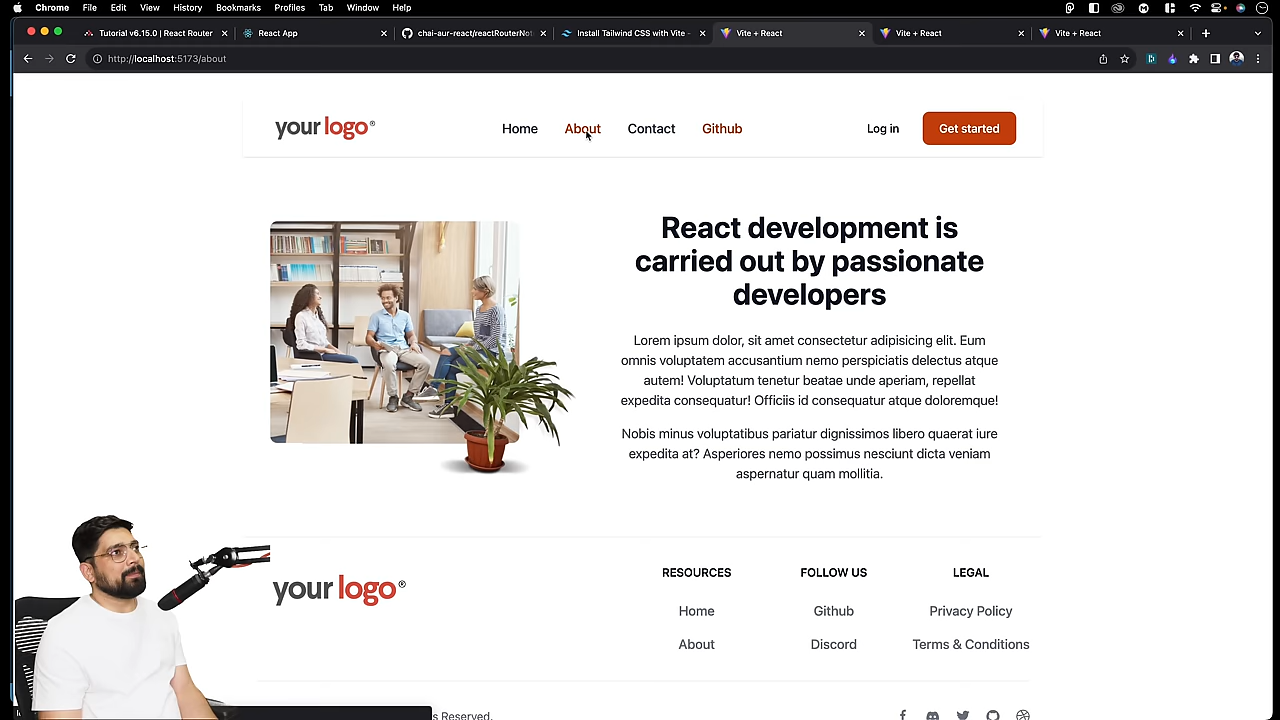 Chrome File Edit View History Bookmarks Profiles Tab Window Help
Tutorial v6.15.0 | React Router
React App
chai-aur-react/reactRouterNot
Install Tailwind CSS with Vite -
Vite + React
Vite + React
Vite + React
http://localhost:5173/about
your logo®
Home About Contact Github
Log in Get started
React development is
carried out by passionate
developers
Lorem ipsum dolor, sit amet consectetur adipisicing elit. Eum
omnis voluptatem accusantium nemo perspiciatis delectus atque
autem! Voluptatum tenetur beatae unde aperiam, repellat
expedita consequatur! Officiis id consequatur atque doloremque!
Nobis minus voluptatibus pariatur dignissimos libero quaerat iure
expedita at? Asperiores nemo possimus nesciunt dicta veniam
aspernatur quam mollitia.
your logo®
RESOURCES
Home
About
FOLLOW US
Github
Discord
LEGAL
Privacy Policy
Terms & Conditions
s Reserved.